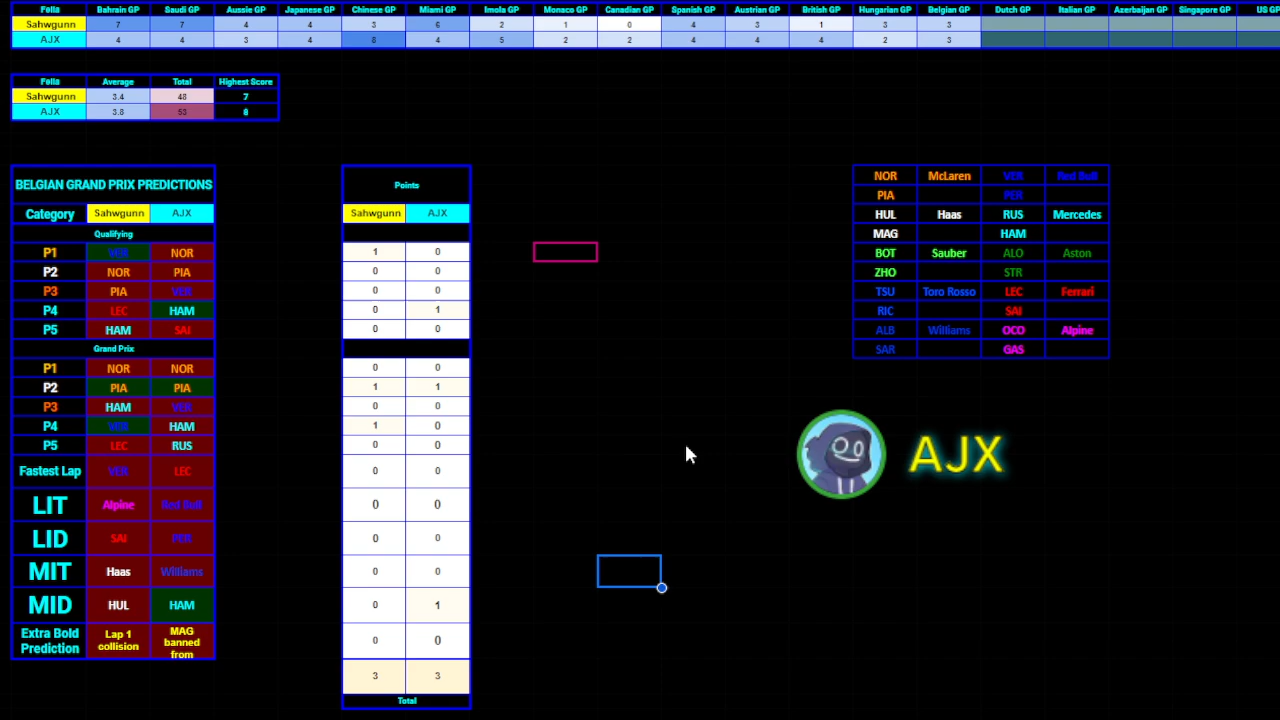 Fella Bahrain GP Saudi GP Aussie GP Japanese GP Chinese GP Miami GP Imola GP Monaco GP Canadian GP Spanish GP Austrian GP British GP Hungarian GP Belgian GP Dutch GP Italian GP Azerbaijan GP Singapore GP US GP
Sahwgunn 7 7 4 4 3 6 2 1 0 4 3 1 3 3
AJX 4 4 3 4 8 4 5 2 2 4 4 4 2 3
Fella Average Total Highest Score
Sahwgunn 3.4 48 7
AJX 3.8 53 8
BELGIAN GRAND PRIX PREDICTIONS
Category Sahwgunn AJX
Qualifying
P1 VER NOR
P2 NOR PIA
P3 PIA VER
P4 LEC HAM
P5 HAM SAI
Grand Prix
P1 NOR NOR
P2 PIA PIA
P3 HAM VER
P4 VER HAM
P5 LEC RUS
Fastest Lap VER LEC
LIT Alpine Red Bull
LID SAI PER
MIT Haas Williams
MID HUL HAM
Extra Bold Prediction
Lap 1 collision
MAG banned from
Points
Sahwgunn AJX
1 0
0 0
0 0
0 1
0 0
0 0
1 1
0 0
1 0
0 0
0 0
0 0
0 0
0 0
0 1
0 0
3 3
Total
NOR McLaren VER Red Bull
PIA PER
HUL Haas RUS Mercedes
MAG HAM
BOT Sauber ALO Aston
ZHO STR
TSU Toro Rosso LEC Ferrari
RIC SAI
ALB Williams OCO Alpine
SAR GAS
AJX